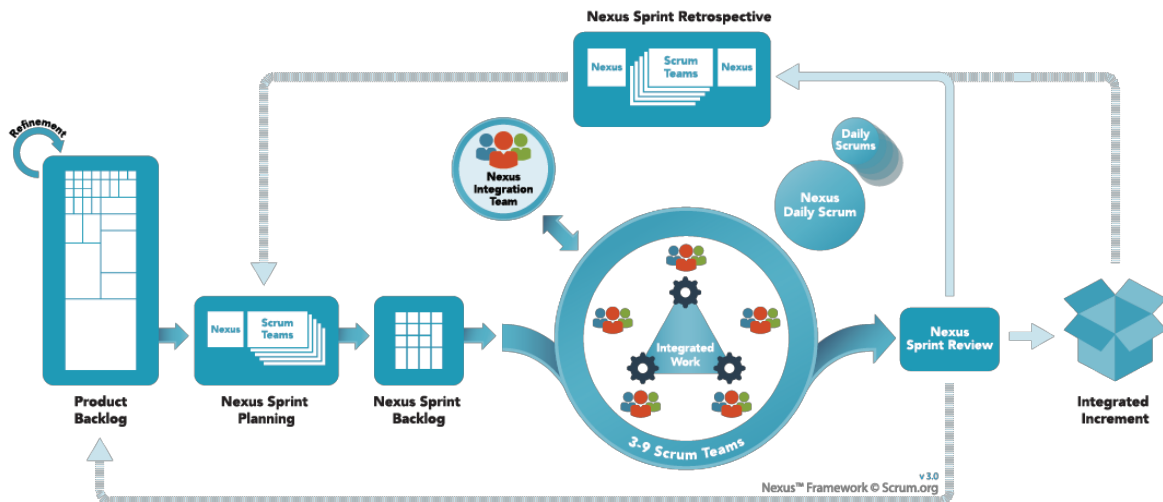 Nexus Sprint Retrospective
Nexus
Scrum
Teams
Nexus
Refinement
Nexus
Integration
Team
Daily
Scrums
Nexus
Daily Scrum
Nexus
Scrum
Teams
Integrated
Work
Nexus
Sprint Review
Product
Backlog
Nexus Sprint
Planning
Nexus Sprint
Backlog
3-9 Scrum Teams
Integrated
Increment
v 3.0
Nexus™ Framework © Scrum.org